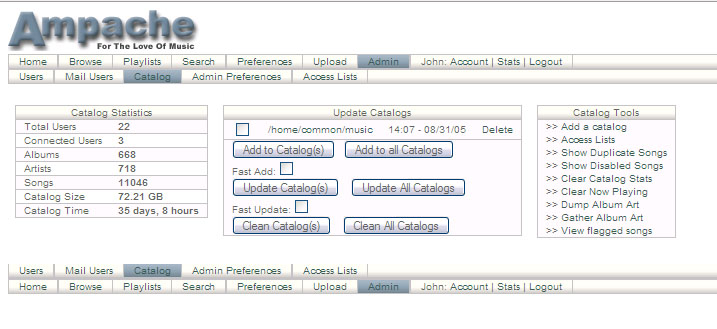 Ampache
For The Love Of Music
Home Browse Playlists Search Preferences Upload Admin John: Account | Stats | Logout
Users Mail Users Catalog Admin Preferences Access Lists
Catalog Statistics
Total Users 22
Connected Users 3
Albums 668
Artists 718
Songs 11046
Catalog Size 72.21 GB
Catalog Time 35 days, 8 hours
Update Catalogs
/home/common/music 14:07 - 08/31/05 Delete
Add to Catalog(s) Add to all Catalogs
Fast Add:
Update Catalog(s) Update All Catalogs
Fast Update:
Clean Catalog(s) Clean All Catalogs
Catalog Tools
>> Add a catalog
>> Access Lists
>> Show Duplicate Songs
>> Show Disabled Songs
>> Clear Catalog Stats
>> Clear Now Playing
>> Dump Album Art
>> Gather Album Art
>> View flagged songs
Users Mail Users Catalog Admin Preferences Access Lists
Home Browse Playlists Search Preferences Upload Admin John: Account | Stats | Logout